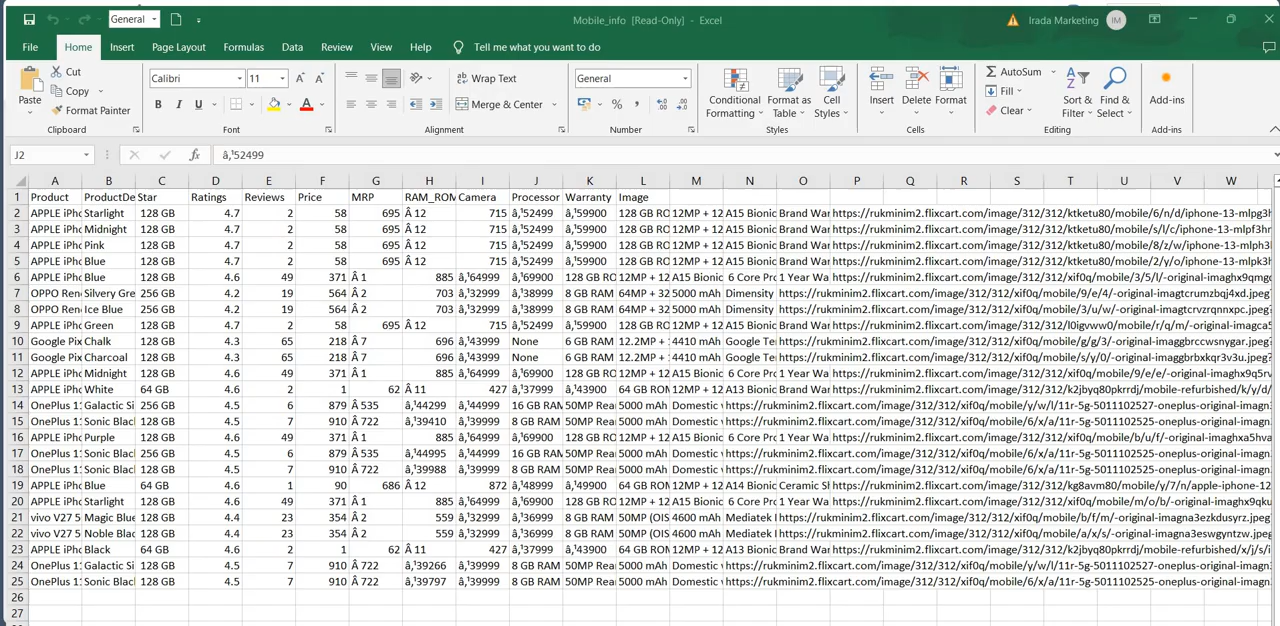 General
Mobile_info [Read-Only] - Excel
Irada Marketing
IM
File Home Insert Page Layout Formulas Data Review View Help Tell me what you want to do
Paste
Cut
Copy
Format Painter
Clipboard
Calibri 11
B I U
Font
Wrap Text
Merge & Center
Alignment
General
Number
Conditional Formatting
Format as Table
Cell Styles
Styles
Insert Delete Format
Cells
AutoSum
Fill
Clear
Sort & Filter
Find & Select
Editing
Add-ins
Add-ins
J2 fx â‚¹52499
A B C D E F G H I J K L M N O P Q R S T U V W
1 Product ProductDe Star Ratings Reviews Price MRP RAM_ROM Camera Processor Warranty Image
2 APPLE iPho Starlight 128 GB 4.7 2 58 695 Â 12 715 â‚¹52499 â‚¹59900 128 GB RO 12MP + 12 A15 Bionic Brand War https://rukminim2.flixcart.com/image/312/312/ktketu80/mobile/6/n/d/iphone-13-mlpg3h
3 APPLE iPho Midnight 128 GB 4.7 2 58 695 Â 12 715 â‚¹52499 â‚¹59900 128 GB RO 12MP + 12 A15 Bionic Brand War https://rukminim2.flixcart.com/image/312/312/ktketu80/mobile/s/l/c/iphone-13-mlpf3hn
4 APPLE iPho Pink 128 GB 4.7 2 58 695 Â 12 715 â‚¹52499 â‚¹59900 128 GB RO 12MP + 12 A15 Bionic Brand War https://rukminim2.flixcart.com/image/312/312/ktketu80/mobile/8/z/w/iphone-13-mlph3h
5 APPLE iPho Blue 128 GB 4.7 2 58 695 Â 12 715 â‚¹52499 â‚¹59900 128 GB RO 12MP + 12 A15 Bionic Brand War https://rukminim2.flixcart.com/image/312/312/ktketu80/mobile/2/y/o/iphone-13-mlpk3h
6 APPLE iPho Blue 128 GB 4.6 49 371 Â 1 885 â‚¹64999 â‚¹69900 128 GB RO 12MP + 12 A15 Bionic 6 Core Pro 1 Year Wa https://rukminim2.flixcart.com/image/312/312/xif0q/mobile/3/5/l/-original-imaghx9qmgc
7 OPPO Ren Silvery Gre 256 GB 4.2 19 564 Â 2 703 â‚¹32999 â‚¹38999 8 GB RAM 64MP + 32 5000 mAh Dimensity https://rukminim2.flixcart.com/image/312/312/xif0q/mobile/9/e/4/-original-imagtcrumzbqj4xd.jpeg?
8 OPPO Ren Ice Blue 256 GB 4.2 19 564 Â 2 703 â‚¹32999 â‚¹38999 8 GB RAM 64MP + 32 5000 mAh Dimensity https://rukminim2.flixcart.com/image/312/312/xif0q/mobile/3/u/w/-original-imagtcrvzrqnnxpc.jpeg?
9 APPLE iPho Green 128 GB 4.7 2 58 695 Â 12 715 â‚¹52499 â‚¹59900 128 GB RO 12MP + 12 A15 Bionic Brand War https://rukminim2.flixcart.com/image/312/312/l0igvww0/mobile/r/q/m/-original-imagca5
10 Google Pix Chalk 128 GB 4.3 65 218 Â 7 696 â‚¹43999 None 6 GB RAM 12.2MP + 1 4410 mAh Google Ter https://rukminim2.flixcart.com/image/312/312/xif0q/mobile/g/g/3/-original-imaggbrccwsnygar.jpeg?
11 Google Pix Charcoal 128 GB 4.3 65 218 Â 7 696 â‚¹43999 None 6 GB RAM 12.2MP + 1 4410 mAh Google Ter https://rukminim2.flixcart.com/image/312/312/xif0q/mobile/s/y/0/-original-imaggbrbxkqr3v3u.jpeg?
12 APPLE iPho Midnight 128 GB 4.6 49 371 Â 1 885 â‚¹64999 â‚¹69900 128 GB RO 12MP + 12 A15 Bionic 6 Core Pro 1 Year Wa https://rukminim2.flixcart.com/image/312/312/xif0q/mobile/9/e/e/-original-imaghx9q5rv
13 APPLE iPho White 64 GB 4.6 2 1 62 Â 11 427 â‚¹37999 â‚¹43900 64 GB ROM 12MP + 12 A13 Bionic Brand War https://rukminim2.flixcart.com/image/312/312/k2jbyq80pkrrdj/mobile-refurbished/k/y/d/
14 OnePlus 11 Galactic Si 256 GB 4.5 6 879 Â 535 â‚¹44299 â‚¹44999 16 GB RAM 50MP Rear 5000 mAh Domestic w https://rukminim2.flixcart.com/image/312/312/xif0q/mobile/y/w/l/11r-5g-5011102527-oneplus-original-imagn
15 OnePlus 11 Sonic Black 128 GB 4.5 7 910 Â 722 â‚¹39410 â‚¹39999 8 GB RAM 50MP Rear 5000 mAh Domestic w https://rukminim2.flixcart.com/image/312/312/xif0q/mobile/6/x/a/11r-5g-5011102525-oneplus-original-imagn
16 APPLE iPho Purple 128 GB 4.6 49 371 Â 1 885 â‚¹64999 â‚¹69900 128 GB RO 12MP + 12 A15 Bionic 6 Core Pro 1 Year Wa https://rukminim2.flixcart.com/image/312/312/xif0q/mobile/b/u/f/-original-imaghxa5hva
17 OnePlus 11 Sonic Black 256 GB 4.5 6 879 Â 535 â‚¹44995 â‚¹44999 16 GB RAM 50MP Rear 5000 mAh Domestic w https://rukminim2.flixcart.com/image/312/312/xif0q/mobile/6/x/a/11r-5g-5011102525-oneplus-original-imagn
18 OnePlus 11 Sonic Black 128 GB 4.5 7 910 Â 722 â‚¹39988 â‚¹39999 8 GB RAM 50MP Rear 5000 mAh Domestic w https://rukminim2.flixcart.com/image/312/312/xif0q/mobile/6/x/a/11r-5g-5011102525-oneplus-original-imagn
19 APPLE iPho Blue 128 GB 4.6 1 90 686 Â 12 872 â‚¹48999 â‚¹49900 128 GB RO 12MP + 12 A14 Bionic Ceramic Sh https://rukminim2.flixcart.com/image/312/312/kg8avm80/mobile/y/7/n/apple-iphone-12
20 APPLE iPho Starlight 128 GB 4.6 49 371 Â 1 885 â‚¹64999 â‚¹69900 128 GB RO 12MP + 12 A15 Bionic 6 Core Pro 1 Year Wa https://rukminim2.flixcart.com/image/312/312/xif0q/mobile/m/o/b/-original-imaghx9qku
21 vivo V27 5 Magic Blue 128 GB 4.4 23 354 Â 2 559 â‚¹32999 â‚¹36999 8 GB RAM 50MP (OIS 4600 mAh Mediatek I https://rukminim2.flixcart.com/image/312/312/xif0q/mobile/b/f/m/-original-imagna3ezkdusyrz.jpeg?
22 vivo V27 5 Noble Blac 128 GB 4.4 23 354 Â 2 559 â‚¹32999 â‚¹36999 8 GB RAM 50MP (OIS 4600 mAh Mediatek I https://rukminim2.flixcart.com/image/312/312/xif0q/mobile/a/x/s/-original-imagna3eswgyntzw.jpeg?
23 APPLE iPho Black 64 GB 4.6 2 1 62 Â 11 427 â‚¹37999 â‚¹43900 64 GB ROM 12MP + 12 A13 Bionic Brand War https://rukminim2.flixcart.com/image/312/312/k2jbyq80pkrrdj/mobile-refurbished/x/j/s/i
24 OnePlus 11 Galactic Si 128 GB 4.5 7 910 Â 722 â‚¹39266 â‚¹39999 8 GB RAM 50MP Rear 5000 mAh Domestic w https://rukminim2.flixcart.com/image/312/312/xif0q/mobile/y/w/l/11r-5g-5011102527-oneplus-original-imagn
25 OnePlus 11 Sonic Black 128 GB 4.5 7 910 Â 722 â‚¹39797 â‚¹39999 8 GB RAM 50MP Rear 5000 mAh Domestic w https://rukminim2.flixcart.com/image/312/312/xif0q/mobile/6/x/a/11r-5g-5011102525-oneplus-original-imagn
26
27